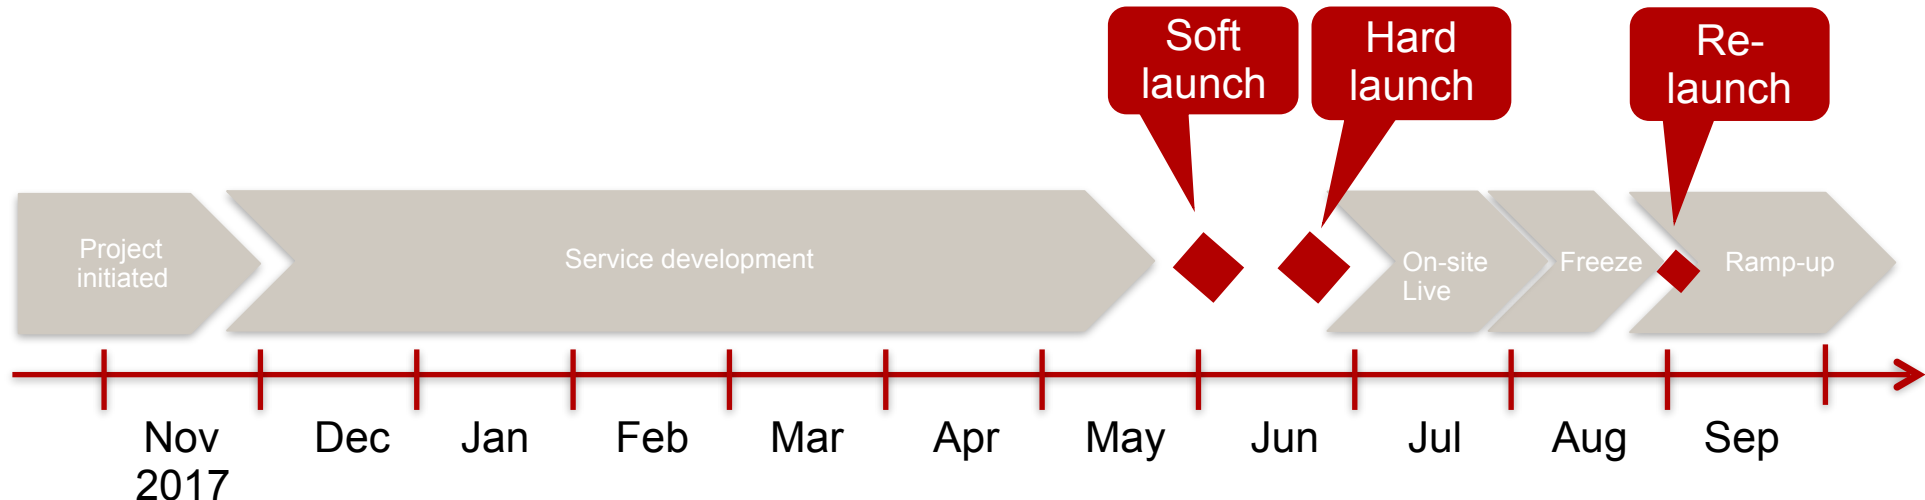 Soft
launch
Hard
launch
Re-
launch
Project
initiated
Service development
On-site
Live
Freeze
Ramp-up
Nov
2017
Dec
Jan
Feb
Mar
Apr
May
Jun
Jul
Aug
Sep